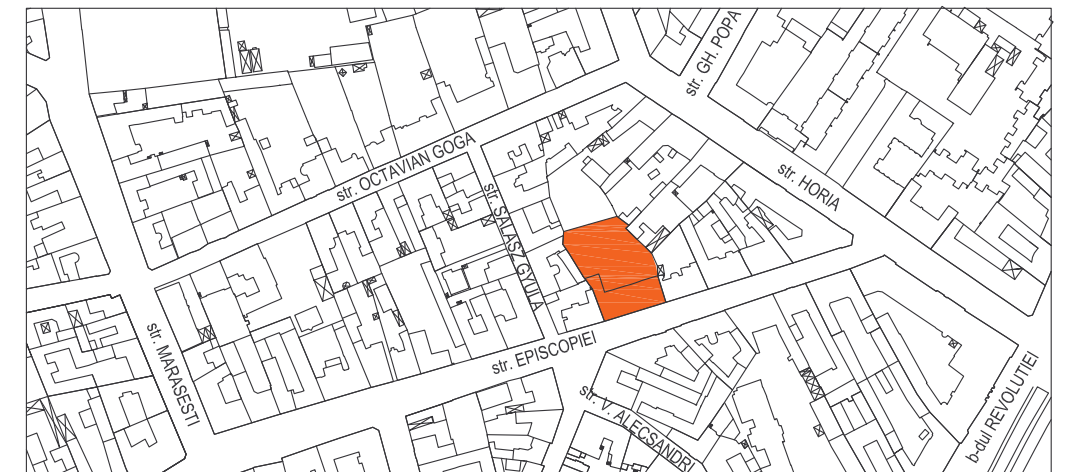 str. GH. POPA
str. OCTAVIAN GOGA
str. HORIA
str. SALASZ GYULA
str. MARASESTI
str. EPISCOPIEI
str. V. ALECSANDRI
b-dul REVOLUTIEI